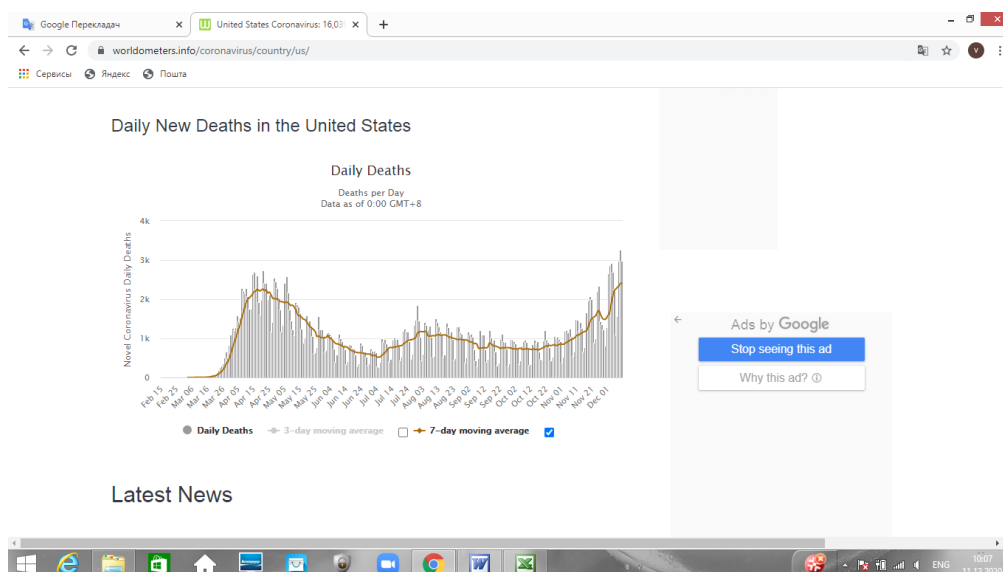 Google Перекладач
United States Coronavirus: 16,03
worldometers.info/coronavirus/country/us/
V
Сервисы
Яндекс
Пошта
Daily New Deaths in the United States
Daily Deaths
Deaths per Day
Data as of 0:00 GMT+8
Novel Coronavirus Daily Deaths
4k
3k
2k
1k
0
Feb 15
Feb 25
Mar 06
Mar 16
Mar 26
Apr 05
Apr 15
Apr 25
May 05
May 15
May 25
Jun 04
Jun 14
Jun 24
Jul 04
Jul 14
Jul 24
Aug 03
Aug 13
Aug 23
Sep 02
Sep 12
Sep 22
Oct 02
Oct 12
Oct 22
Nov 01
Nov 11
Nov 21
Dec 01
Daily Deaths
3-day moving average
7-day moving average
Ads by Google
Stop seeing this ad
Why this ad?
Latest News
ENG
10:07
11.12.2020